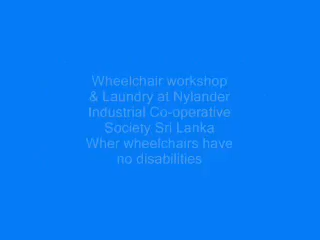 Wheelchair workshop
& Laundry at Nylander
Industrial Co-operative
Society Sri Lanka
Wher wheelchairs have
no disabilities